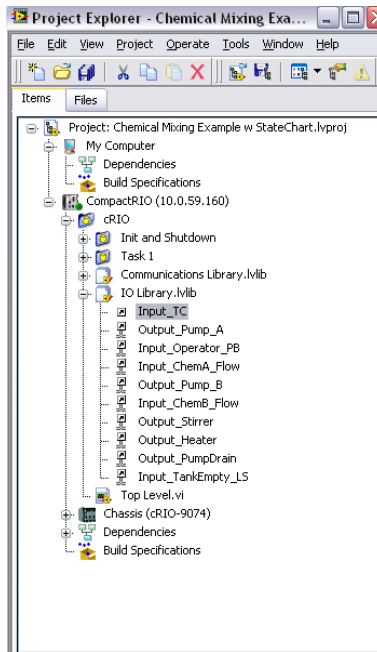 Project Explorer - Chemical Mixing Exa...
File Edit View Project Operate Tools Window Help
Items Files
Project: Chemical Mixing Example w StateChart.lvproj
My Computer
Dependencies
Build Specifications
CompactRIO (10.0.59.160)
cRIO
Init and Shutdown
Task 1
Communications Library.lvlib
IO Library.lvlib
Input_TC
Output_Pump_A
Input_Operator_PB
Input_ChemA_Flow
Output_Pump_B
Input_ChemB_Flow
Output_Stirrer
Output_Heater
Output_PumpDrain
Input_TankEmpty_LS
Top Level.vi
Chassis (cRIO-9074)
Dependencies
Build Specifications